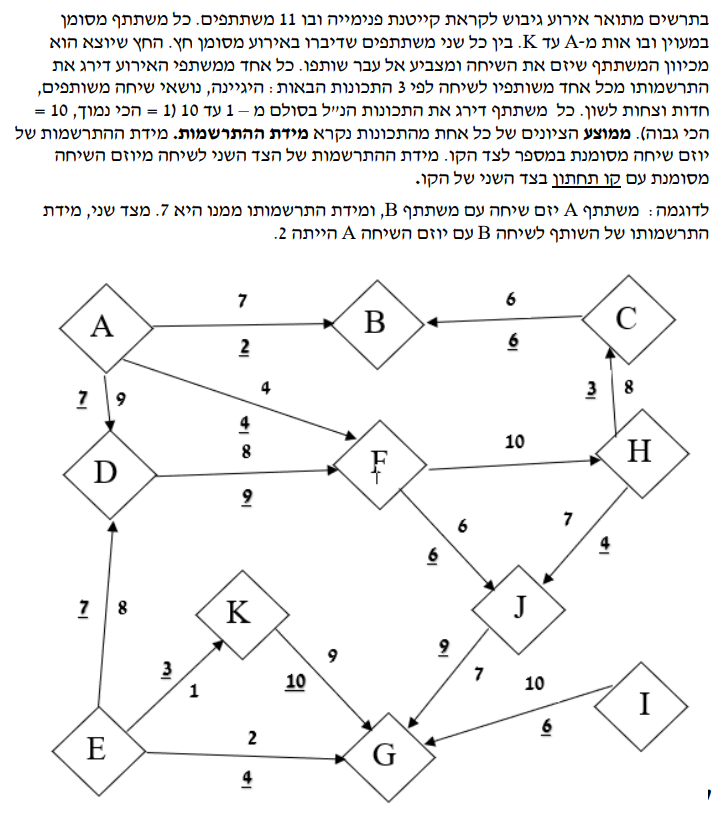 בתרשים מתואר אירוע גיבוש לקראת קייטנת פנימייה ובו 11 משתתפים. כל משתתף מסומן
במעוין ובו אות מ-A עד K. בין כל שני משתתפים שדיברו באירוע מסומן חץ. החץ שיוצא הוא
מכיוון המשתתף שיזם את השיחה ומצביע אל עבר שותפו. כל אחד ממשתפי האירוע דירג את
התרשמותו מכל אחד משותפיו לשיחה לפי 3 התכונות הבאות: היגיינה, נושאי שיחה משותפים,
חדות וצחות לשון. כל משתתף דירג את התכונות הנ״ל בסולם מ – 1 עד 10 (1 = הכי נמוך, 10 =
הכי גבוה). ממוצע הציונים של כל אחת מהתכונות נקרא מידת ההתרשמות. מידת ההתרשמות של
יוזם שיחה מסומנת במספר לצד הקו. מידת ההתרשמות של הצד השני לשיחה מיוזם השיחה
מסומנת עם קו תחתון בצד השני של הקו.
לדוגמה: משתתף A יזם שיחה עם משתתף B, ומידת התרשמותו ממנו היא 7. מצד שני, מידת
התרשמותו של השותף לשיחה B עם יוזם השיחה A הייתה 2.
7
6
A
B
C
2
6
4
7
9
3
8
4
8
10
D
F
H
9
6
7
6
4
7
8
K
J
3
1
9
10
9
7
10
I
6
E
2
G
4